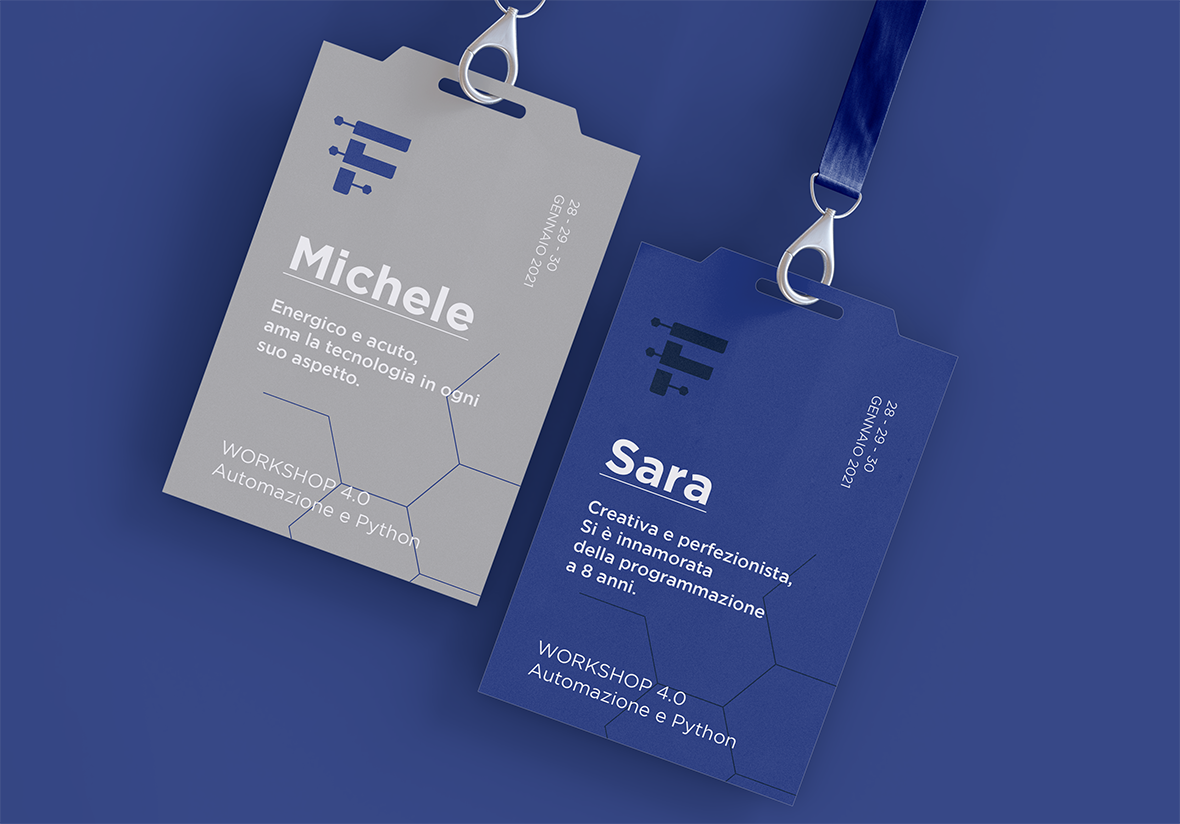 28 - 29 - 30
GENNAIO 2021
Michele
Energico e acuto,
ama la tecnologia in ogni
suo aspetto.
WORKSHOP 4.0
Automazione e Python
28 - 29 - 30
GENNAIO 2021
Sara
Creativa e perfezionista,
Si è innamorata
della programmazione
a 8 anni.
WORKSHOP 4.0
Automazione e Python